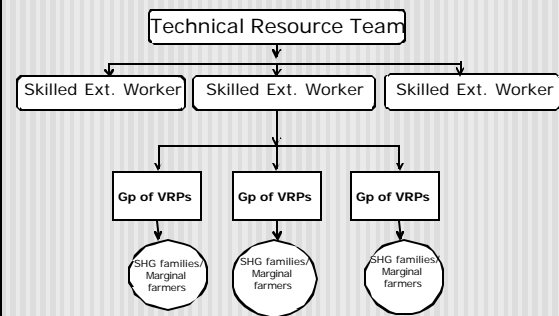 Technical Resource Team
Skilled Ext. Worker
Skilled Ext. Worker
Skilled Ext. Worker
Gp of VRPs
Gp of VRPs
Gp of VRPs
SHG families/
Marginal
farmers
SHG families/
Marginal
farmers
SHG families/
Marginal
farmers